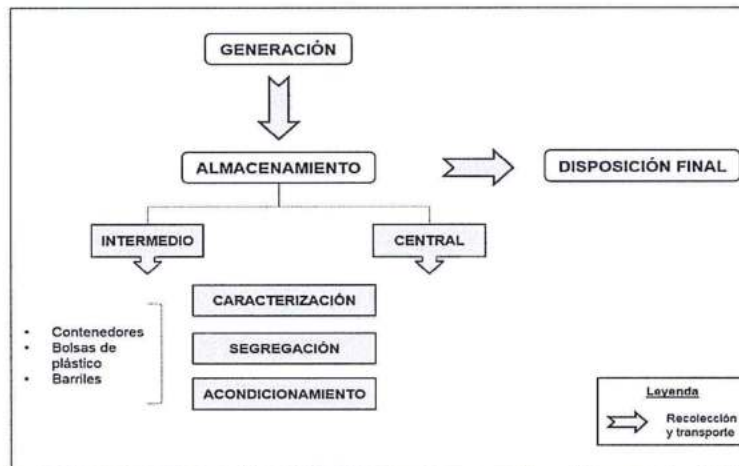 GENERACIÓN
ALMACENAMIENTO
DISPOSICIÓN FINAL
INTERMEDIO
CENTRAL
CARACTERIZACIÓN
• Contenedores
• Bolsas de
plástico
• Barriles
SEGREGACIÓN
ACONDICIONAMIENTO
Leyenda
Recolección
y transporte